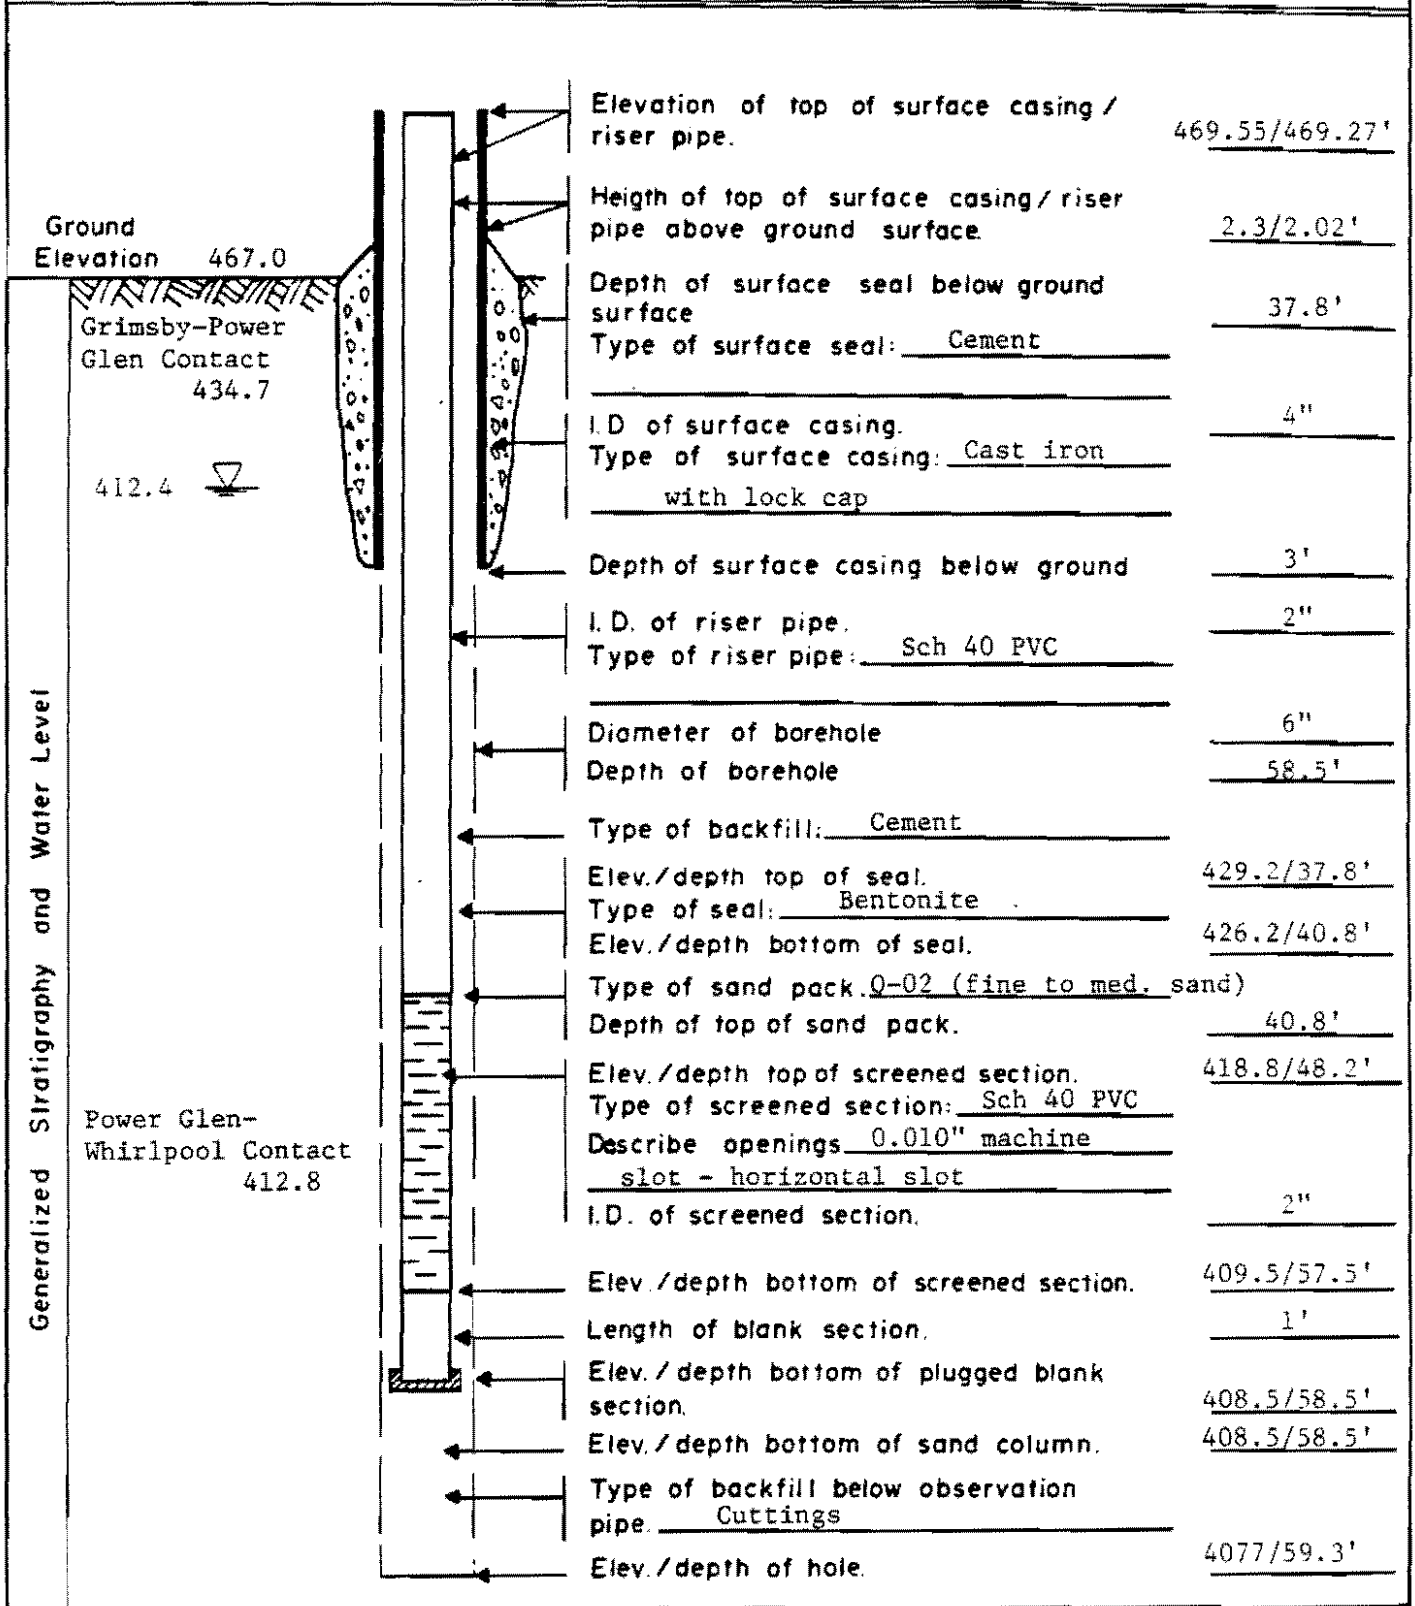 Elevation of top of surface casing /
riser pipe. 469.55/469.27'
Heigth of top of surface casing / riser
pipe above ground surface. 2.3/2.02'
Ground
Elevation 467.0
Depth of surface seal below ground
surface 37.8'
Type of surface seal: Cement
Grimsby-Power
Glen Contact
434.7
I.D of surface casing. 4"
Type of surface casing: Cast iron
with lock cap
412.4
Depth of surface casing below ground 3'
I.D. of riser pipe. 2"
Type of riser pipe: Sch 40 PVC
Diameter of borehole 6"
Depth of borehole 58.5'
Type of backfill: Cement
Elev./depth top of seal. 429.2/37.8'
Type of seal: Bentonite
Elev./depth bottom of seal. 426.2/40.8'
Type of sand pack. Q-02 (fine to med. sand)
Depth of top of sand pack. 40.8'
Elev./depth top of screened section. 418.8/48.2'
Type of screened section: Sch 40 PVC
Describe openings 0.010" machine
slot - horizontal slot
I.D. of screened section. 2"
Power Glen-
Whirlpool Contact
412.8
Generalized Stratigraphy and Water Level
Elev./depth bottom of screened section. 409.5/57.5'
Length of blank section. 1'
Elev./depth bottom of plugged blank
section. 408.5/58.5'
Elev./depth bottom of sand column. 408.5/58.5'
Type of backfill below observation
pipe. Cuttings
Elev./depth of hole. 4077/59.3'